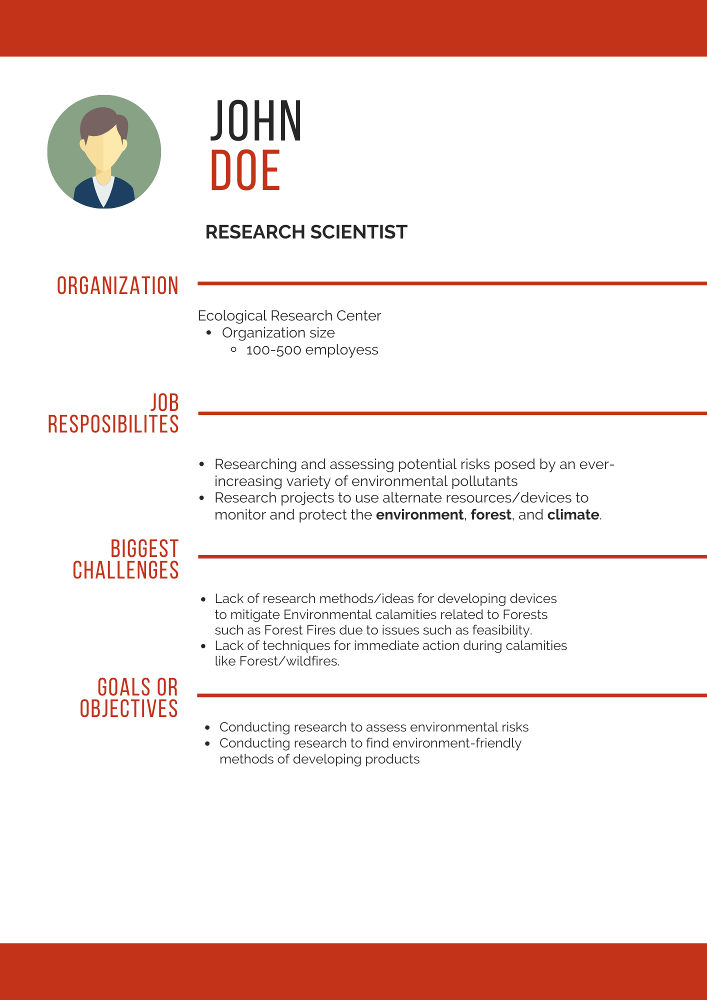 JOHN
DOE
RESEARCH SCIENTIST
ORGANIZATION
Ecological Research Center
• Organization size
◦ 100-500 employess
JOB
RESPOSIBILITES
• Researching and assessing potential risks posed by an ever-
increasing variety of environmental pollutants
• Research projects to use alternate resources/devices to
monitor and protect the environment, forest, and climate.
BIGGEST
CHALLENGES
• Lack of research methods/ideas for developing devices
to mitigate Environmental calamities related to Forests
such as Forest Fires due to issues such as feasibility.
• Lack of techniques for immediate action during calamities
like Forest/wildfires.
GOALS OR
OBJECTIVES
• Conducting research to assess environmental risks
• Conducting research to find environment-friendly
methods of developing products